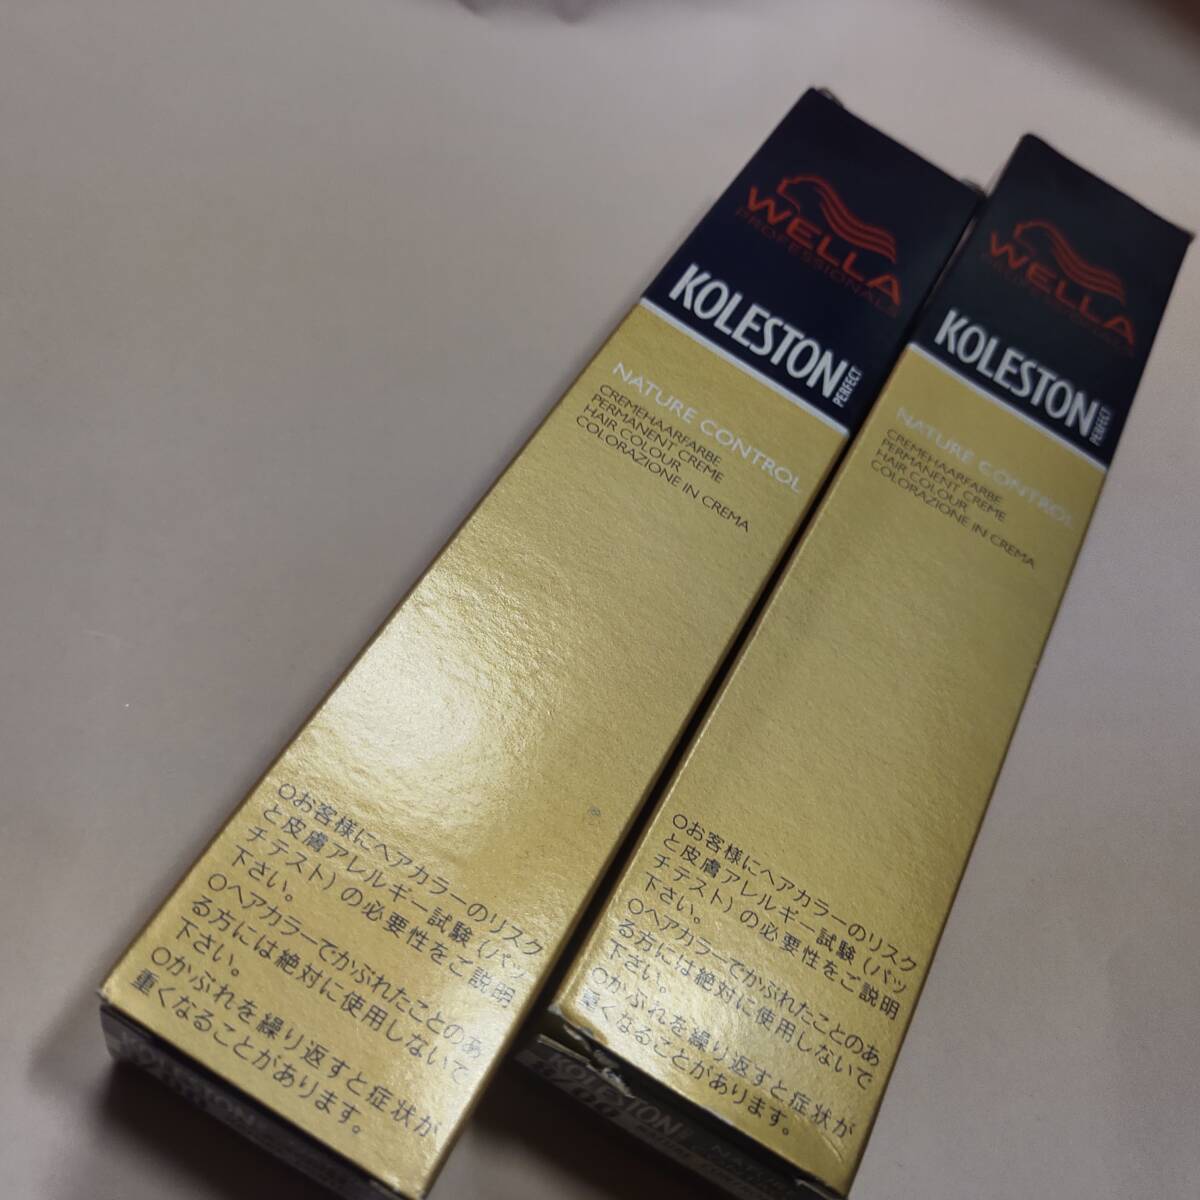 WELLA
PROFESSIONALS
KOLESTON
PERFECT
NATURE CONTROL
CREMEHAARFARBE
PERMANENT CREME
HAIR COLOUR
COLORAZIONE IN CREMA
○お客様にヘアカラーのリスク
と皮膚アレルギー試験(パッ
チテスト)の必要性をご説明
下さい。
○ヘアカラーでかぶれたことのあ
る方には絶対に使用しないで
下さい。
○かぶれを繰り返すと症状が
重くなることがあります。
KOLESTON
WELLA
PROFESSIONALS
KOLESTON
PERFECT
NATURE CONTROL
CREMEHAARFARBE
PERMANENT CREME
HAIR COLOUR
COLORAZIONE IN CREMA
○お客様にヘアカラーのリスク
と皮膚アレルギー試験(パッ
チテスト)の必要性をご説明
下さい。
○ヘアカラーでかぶれたことのあ
る方には絶対に使用しないで
下さい。
○かぶれを繰り返すと症状が
重くなることがあります。
KOLESTON